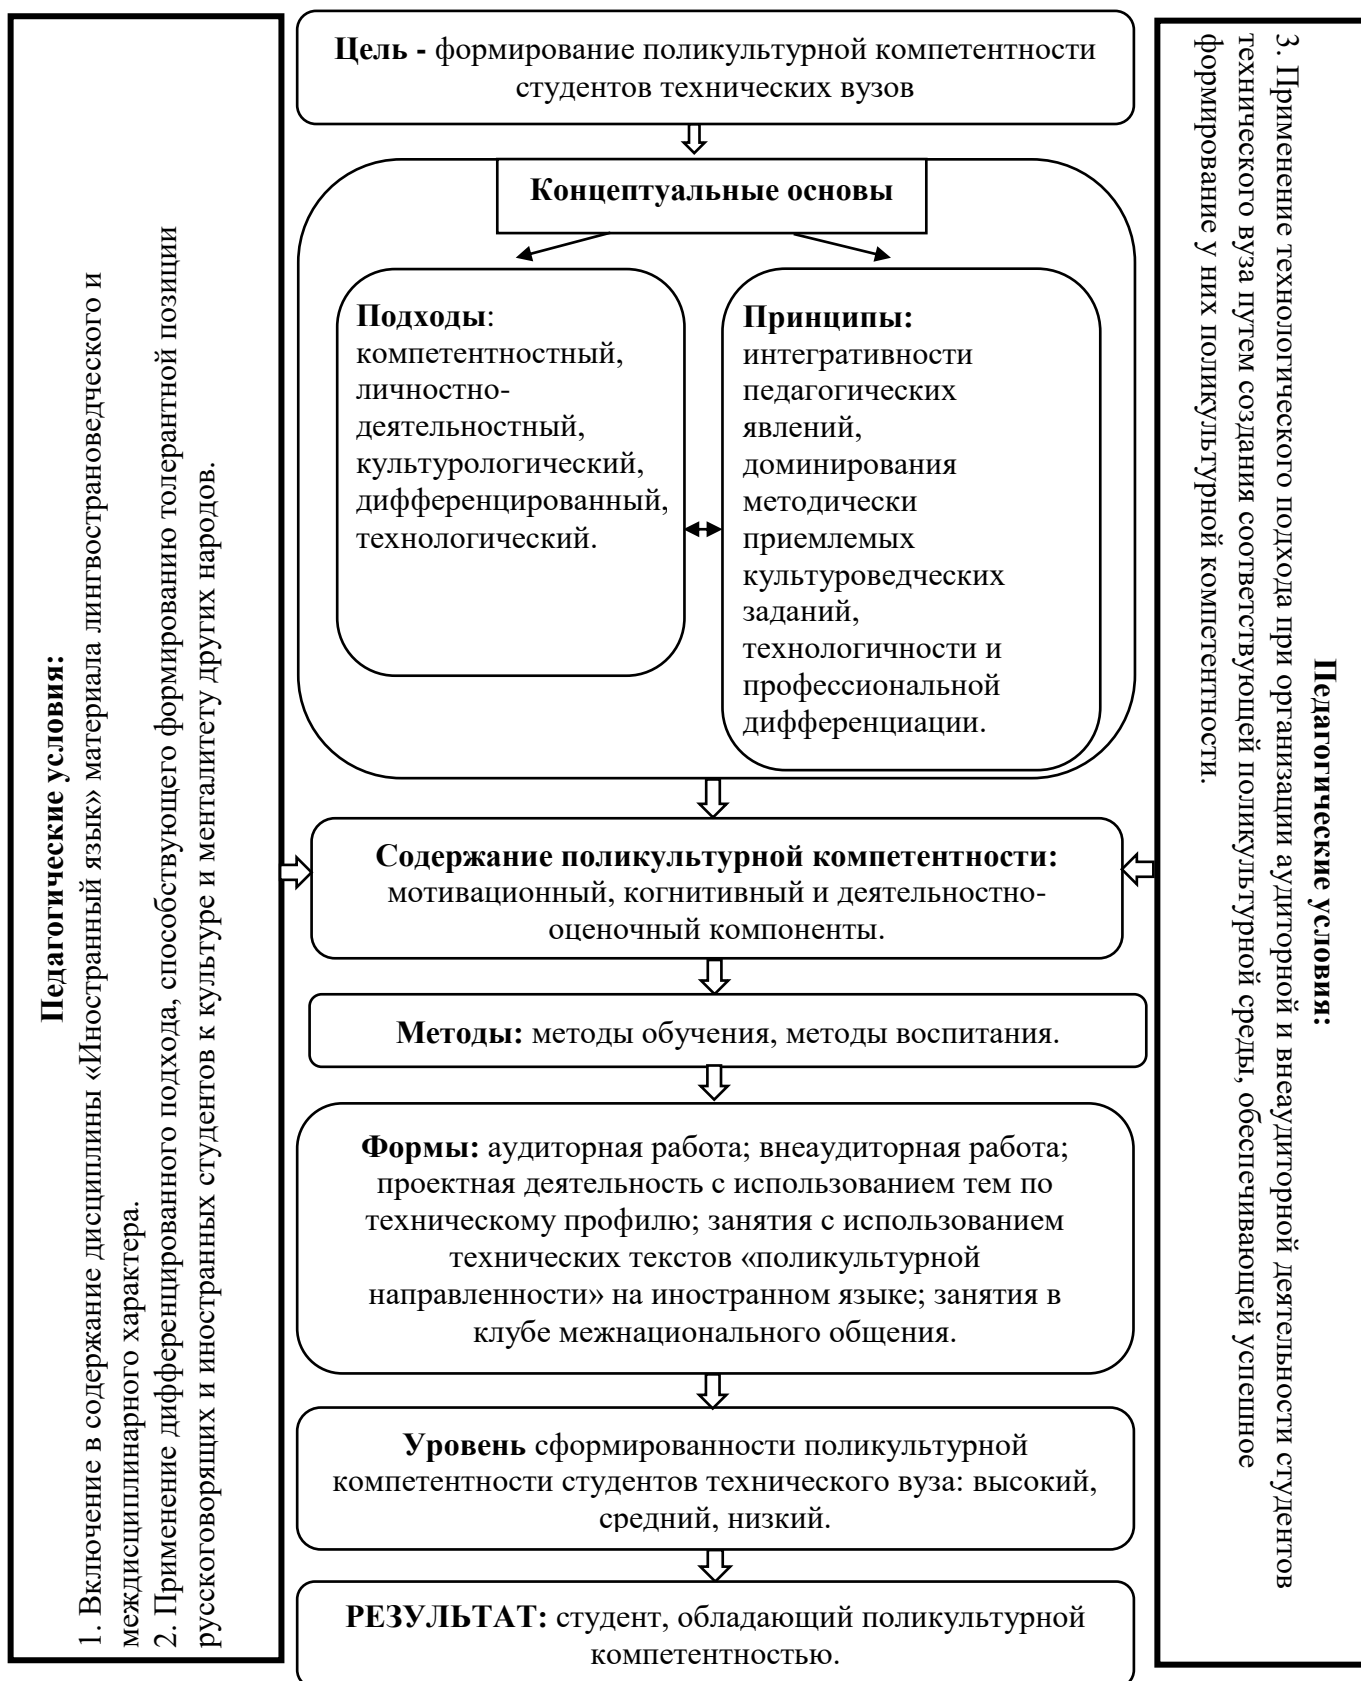 Педагогические условия:
1. Включение в содержание дисциплины «Иностранный язык» материала лингвострановедческого и
междисциплинарного характера.
2. Применение дифференцированного подхода, способствующего формированию толерантной позиции
русскоговорящих и иностранных студентов к культуре и менталитету других народов.
Цель - формирование поликультурной компетентности
студентов технических вузов
Концептуальные основы
Подходы:
компетентностный,
личностно-
деятельностный,
культурологический,
дифференцированный,
технологический.
Принципы:
интегративности
педагогических
явлений,
доминирования
методически
приемлемых
культуроведческих
заданий,
технологичности и
профессиональной
дифференциации.
Содержание поликультурной компетентности:
мотивационный, когнитивный и деятельностно-
оценочный компоненты.
Методы: методы обучения, методы воспитания.
Формы: аудиторная работа; внеаудиторная работа;
проектная деятельность с использованием тем по
техническому профилю; занятия с использованием
технических текстов «поликультурной
направленности» на иностранном языке; занятия в
клубе межнационального общения.
Уровень сформированности поликультурной
компетентности студентов технического вуза: высокий,
средний, низкий.
РЕЗУЛЬТАТ: студент, обладающий поликультурной
компетентностью.
Педагогические условия:
3. Применение технологического подхода при организации аудиторной и внеаудиторной деятельности студентов
технического вуза путем создания соответствующей поликультурной среды, обеспечивающей успешное
формирование у них поликультурной компетентности.